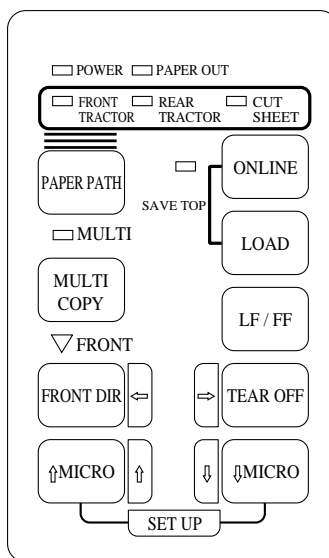 POWER PAPER OUT
FRONT TRACTOR REAR TRACTOR CUT SHEET
PAPER PATH
ONLINE
SAVE TOP
MULTI
LOAD
MULTI COPY
LF / FF
FRONT
FRONT DIR ⇦ ⇨ TEAR OFF
⇧MICRO ⇧ ⇩ ⇩MICRO
SET UP